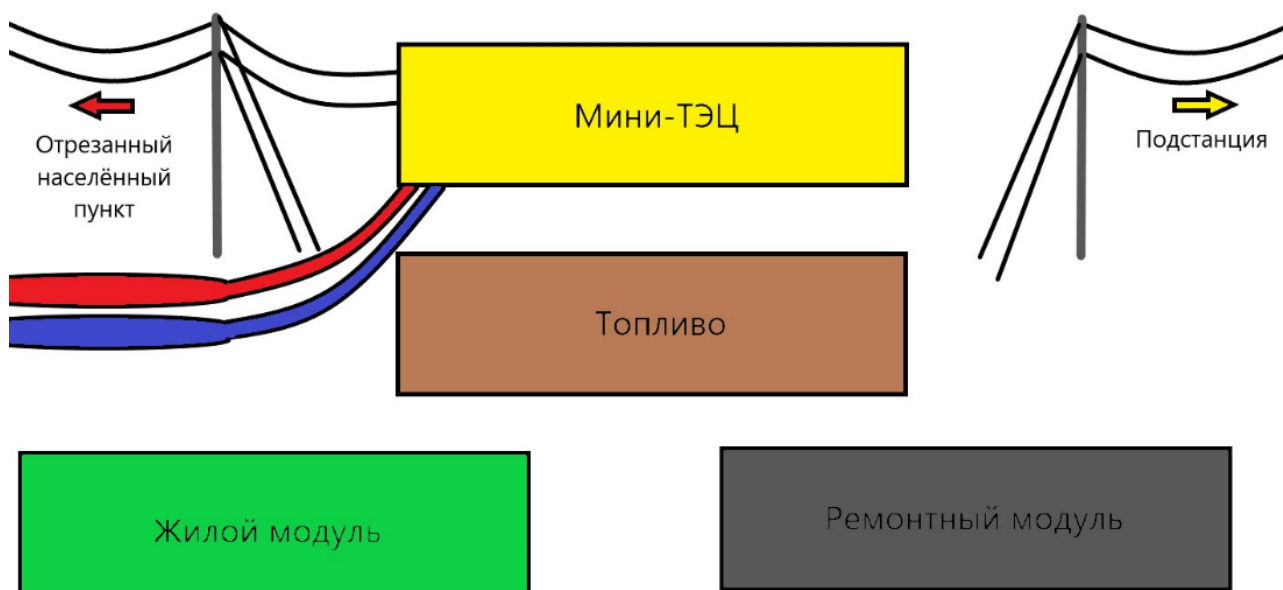 Мини-ТЭЦ
Отрезанный
населённый
пункт
Подстанция
Топливо
Жилой модуль
Ремонтный модуль